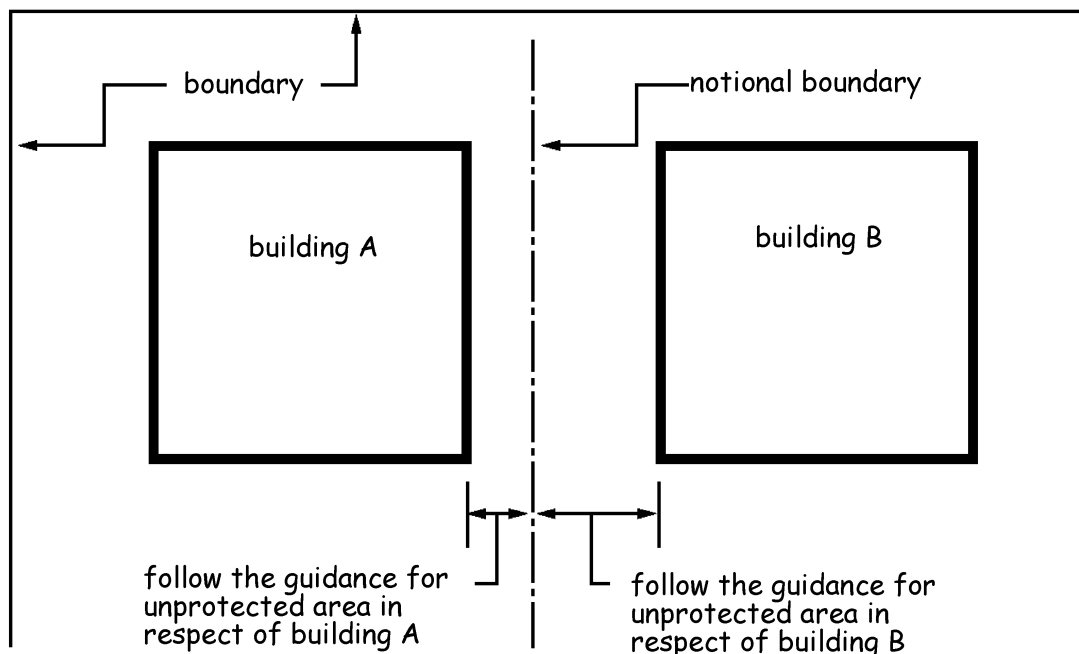 boundary
notional boundary
building A
building B
follow the guidance for
unprotected area in
respect of building A
follow the guidance for
unprotected area in
respect of building B